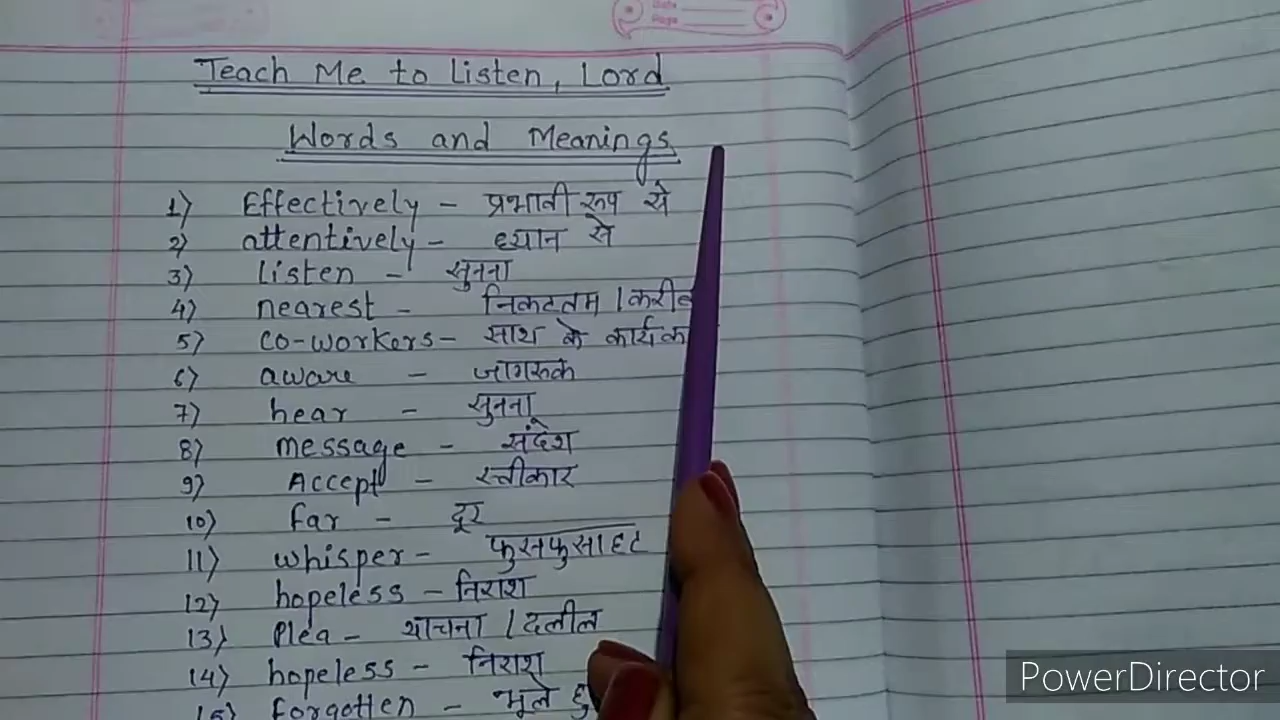 Date
Page
Teach Me to Listen, Lord
Words and Meanings
1) Effectively - प्रभावी रूप से
2) attentively - ध्यान से
3) listen - सुनना
4) nearest - निकटतम /
5) co-workers - साथ के
6) aware - जागरूक
7) hear - सुनना
8) message - संदेश
9) Accept - स्वीकार
10) far - दूर
11) whisper - फुसफुसाहट
12) hopeless - निराश
13) Plea - याचना / दलील
14) hopeless - निराश
15) forgotten - भूले
PowerDirector